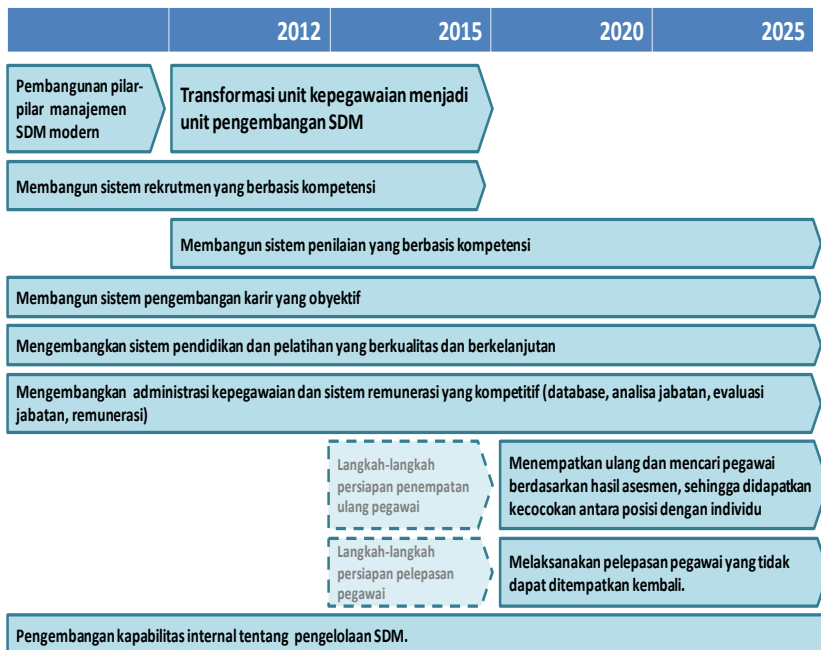 2012 2015 2020 2025
Pembangunan pilar-
pilar manajemen
SDM modern
Transformasi unit kepegawaian menjadi
unit pengembangan SDM
Membangun sistem rekrutmen yang berbasis kompetensi
Membangun sistem penilaian yang berbasis kompetensi
Membangun sistem pengembangan karir yang obyektif
Mengembangkan sistem pendidikan dan pelatihan yang berkualitas dan berkelanjutan
Mengembangkan administrasi kepegawaian dan sistem remunerasi yang kompetitif (database, analisa jabatan, evaluasi
jabatan, remunerasi)
Langkah-langkah
persiapan penempatan
ulang pegawai
Menempatkan ulang dan mencari pegawai
berdasarkan hasil asesmen, sehingga didapatkan
kecocokan antara posisi dengan individu
Langkah-langkah
persiapan pelepasan
pegawai
Melaksanakan pelepasan pegawai yang tidak
dapat ditempatkan kembali.
Pengembangan kapabilitas internal tentang pengelolaan SDM.